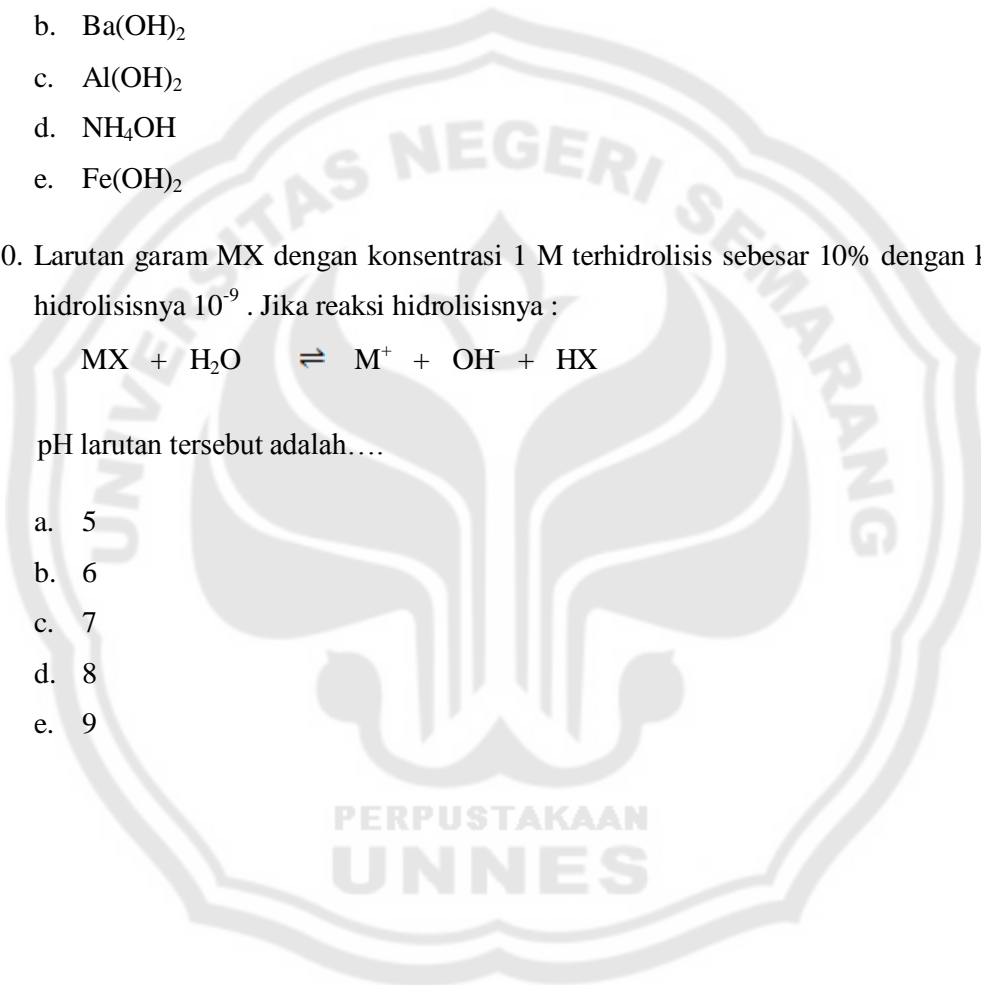 b. Ba(OH)₂
c. Al(OH)₂
d. NH₄OH
e. Fe(OH)₂
0. Larutan garam MX dengan konsentrasi 1 M terhidrolisis sebesar 10% dengan
hidrolisisnya 10⁻⁹ . Jika reaksi hidrolisisnya :
MX + H₂O ⇌ M⁺ + OH⁻ + HX
pH larutan tersebut adalah….
a. 5
b. 6
c. 7
d. 8
e. 9
UNIVERSITAS NEGERI SEMARANG
PERPUSTAKAAN
UNNES